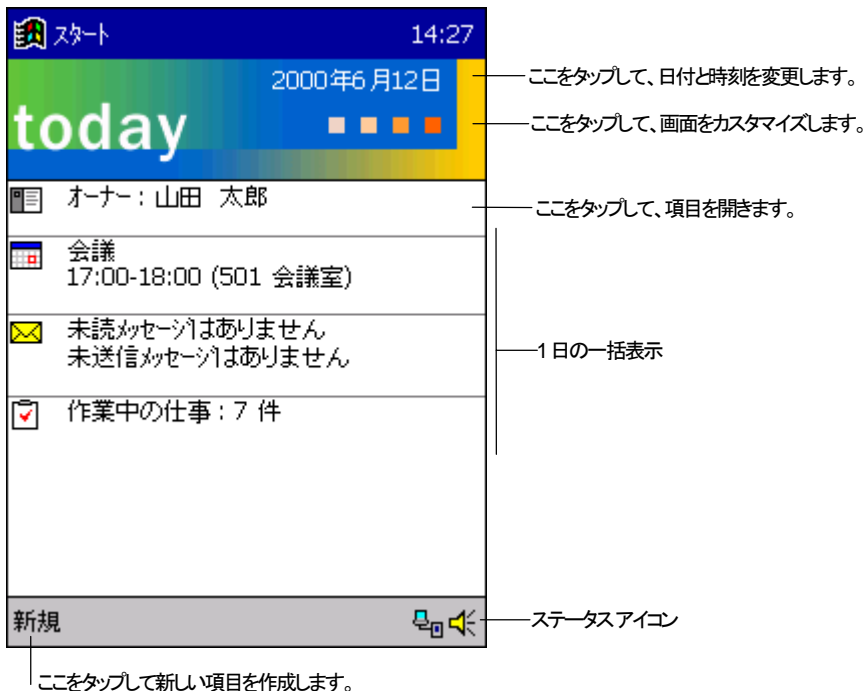 スタート 14:27
2000年6月12日
today
オーナー：山田 太郎
会議
17:00-18:00 (501 会議室)
未読メッセージはありません
未送信メッセージはありません
作業中の仕事：7 件
新規
ここをタップして、日付と時刻を変更します。
ここをタップして、画面をカスタマイズします。
ここをタップして、項目を開きます。
1 日の一括表示
ステータス アイコン
ここをタップして新しい項目を作成します。